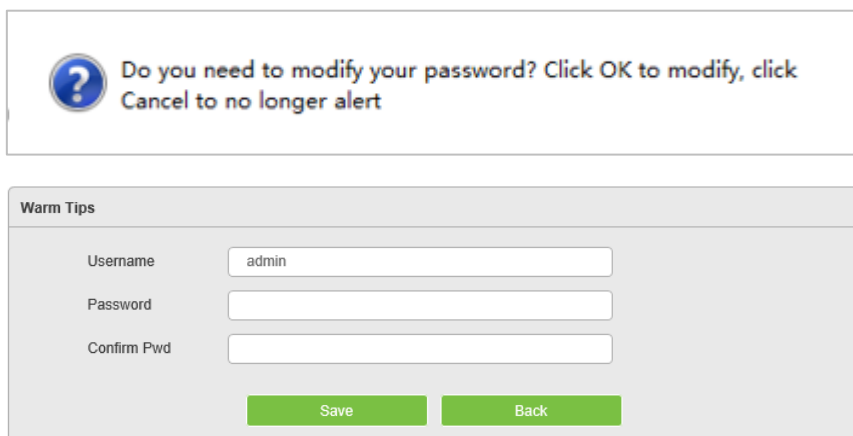 Do you need to modify your password? Click OK to modify, click
Cancel to no longer alert
Warm Tips
Username admin
Password
Confirm Pwd
Save Back